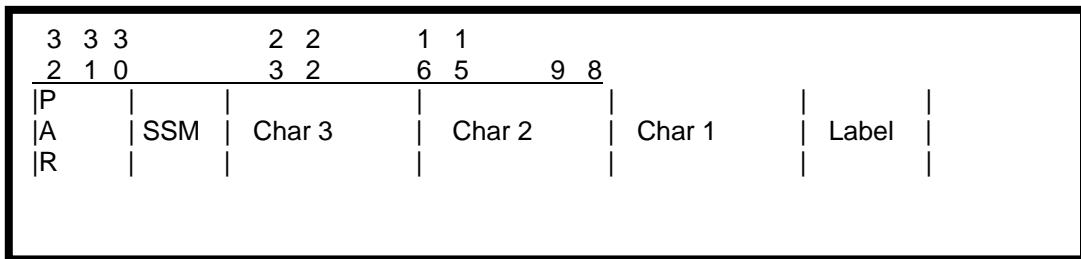 3 3 3 2 2 1 1
2 1 0 3 2 6 5 9 8
|P | | | | | |
|A | SSM | Char 3 | Char 2 | Char 1 | Label |
|R | | | | | |